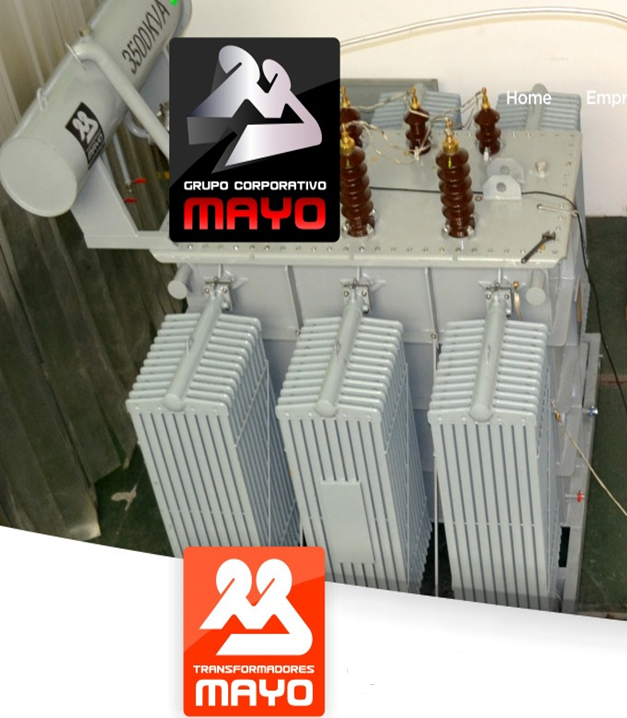 3500KVA
GRUPO CORPORATIVO
MAYO
Home
Empr
TRANSFORMADORES
MAYO